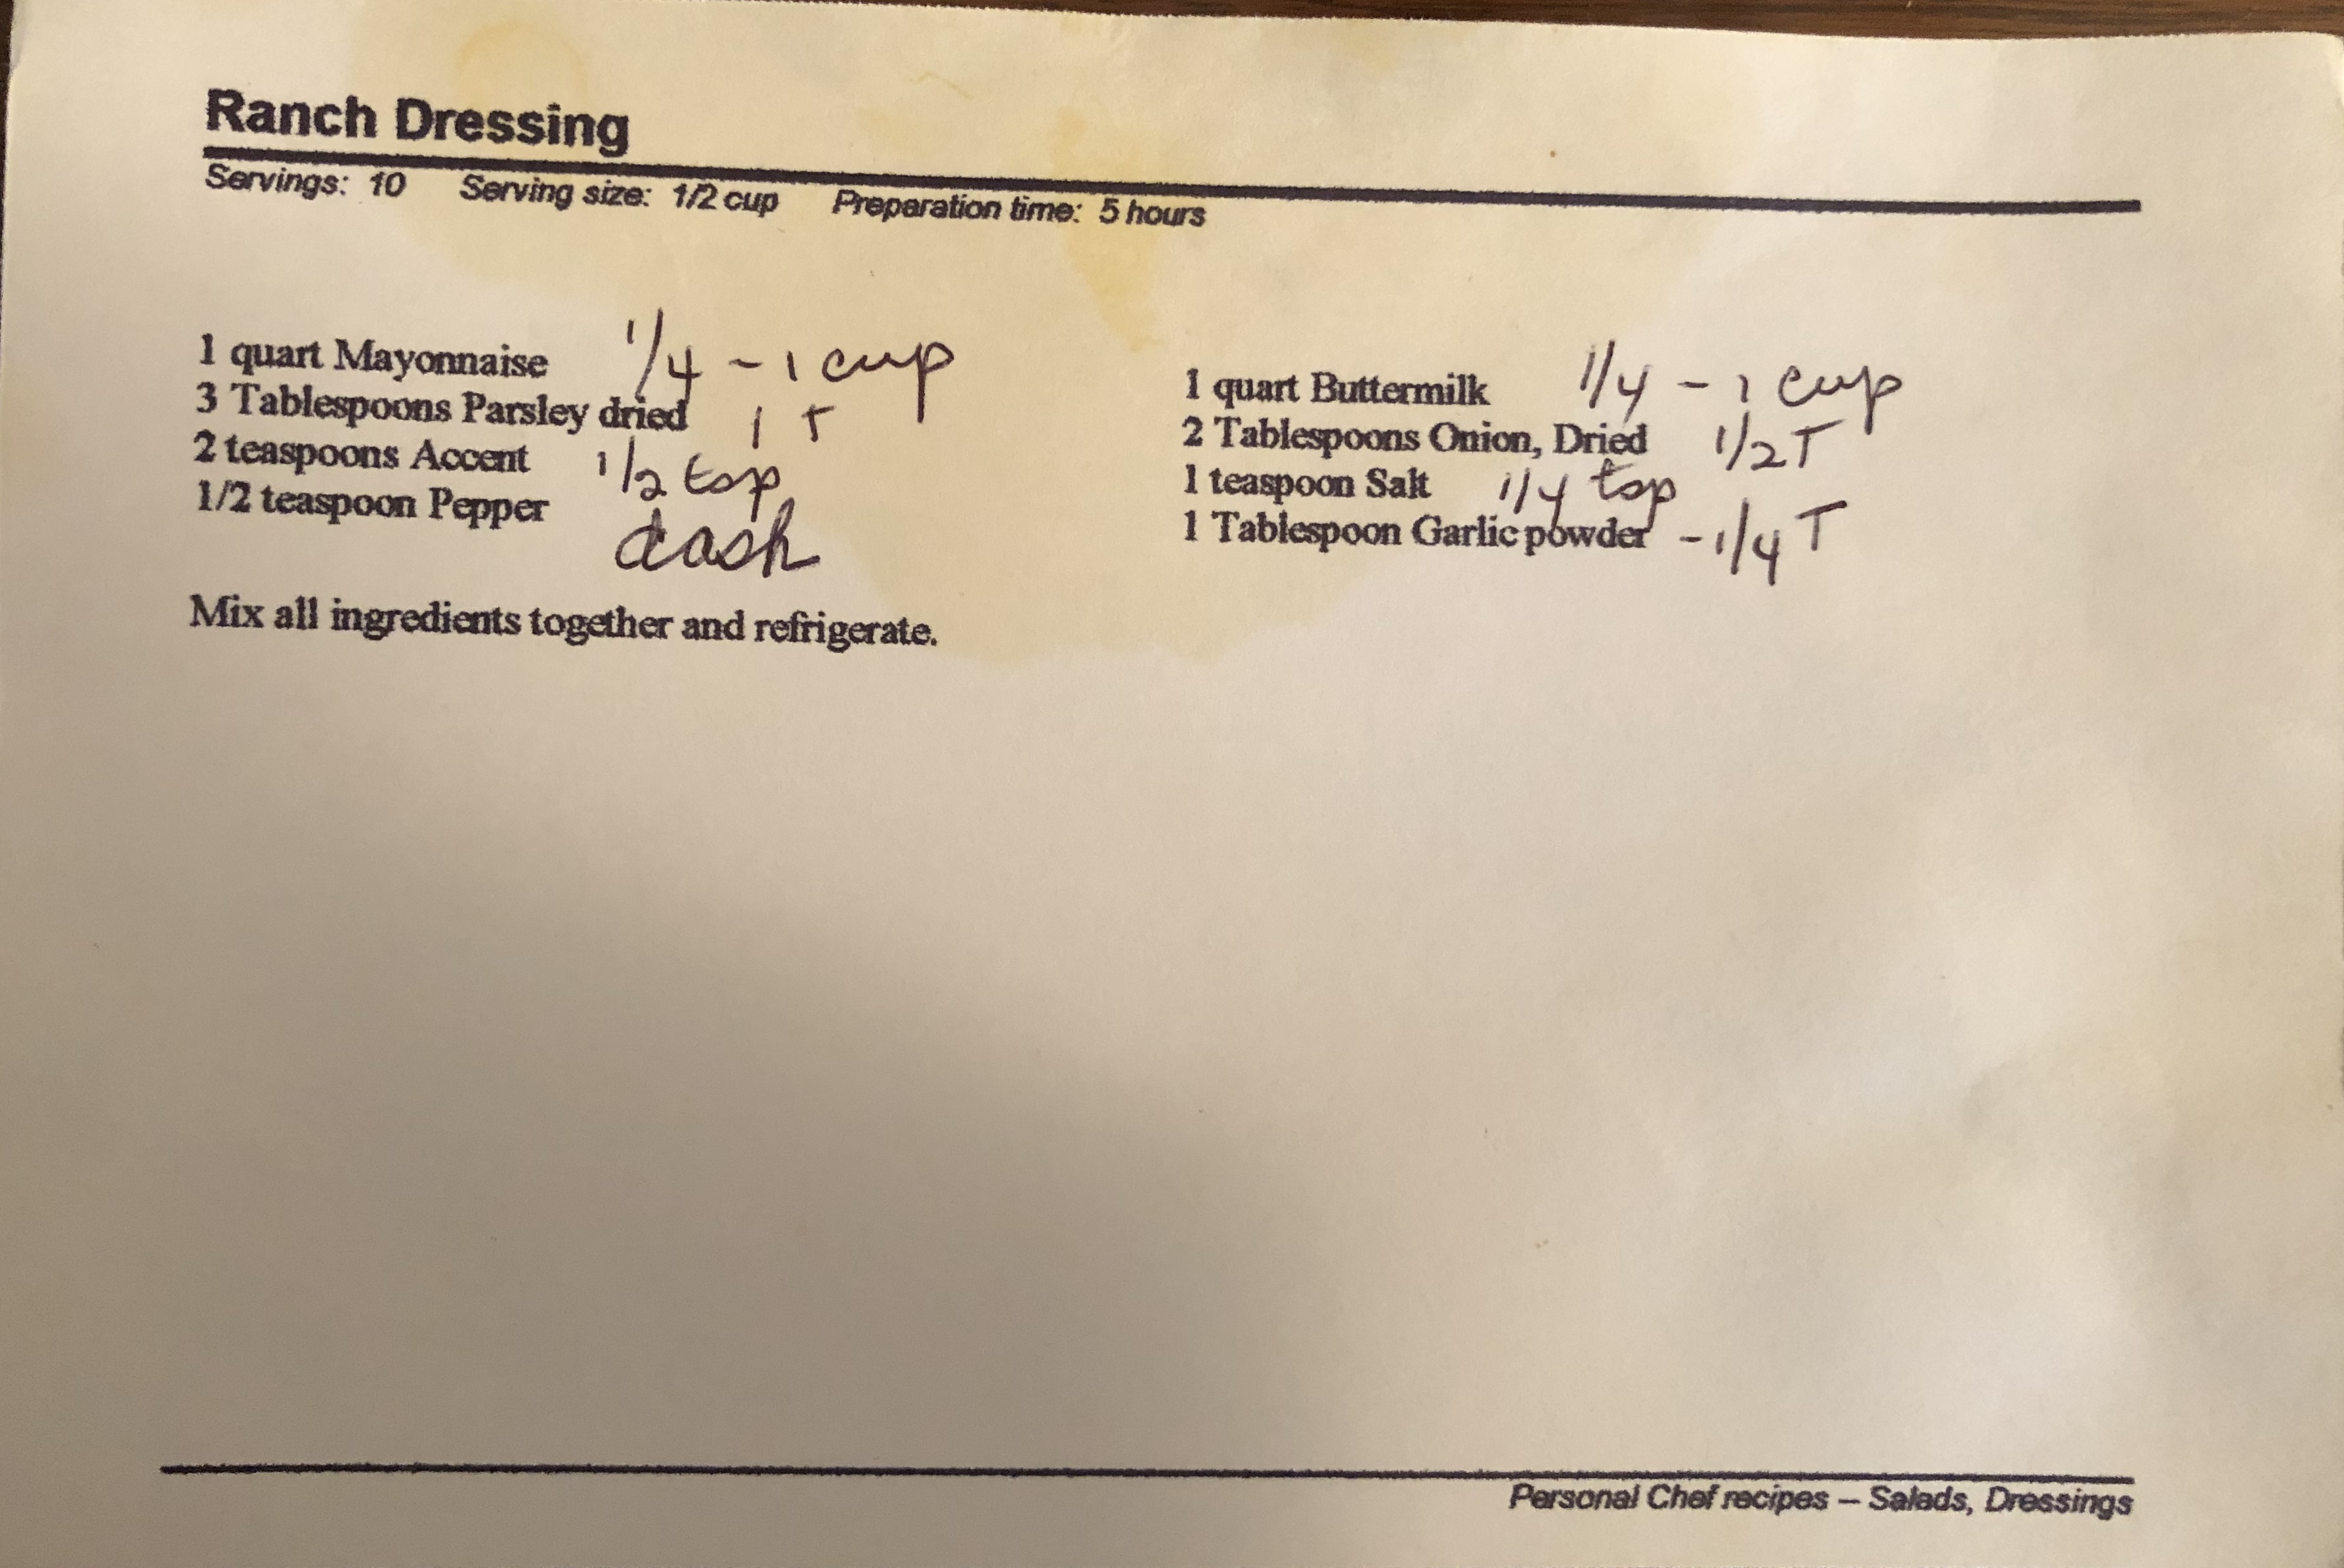 Ranch Dressing
Servings: 10 Serving size: 1/2 cup Preparation time: 5 hours
1 quart Mayonnaise 1/4 - 1 cup
3 Tablespoons Parsley dried 1 T
2 teaspoons Accent 1/2 tsp
1/2 teaspoon Pepper dash
1 quart Buttermilk 1/4 - 1 cup
2 Tablespoons Onion, Dried 1/2 T
1 teaspoon Salt 1/4 tsp
1 Tablespoon Garlic powder - 1/4 T
Mix all ingredients together and refrigerate.
Personal Chef recipes – Salads, Dressings